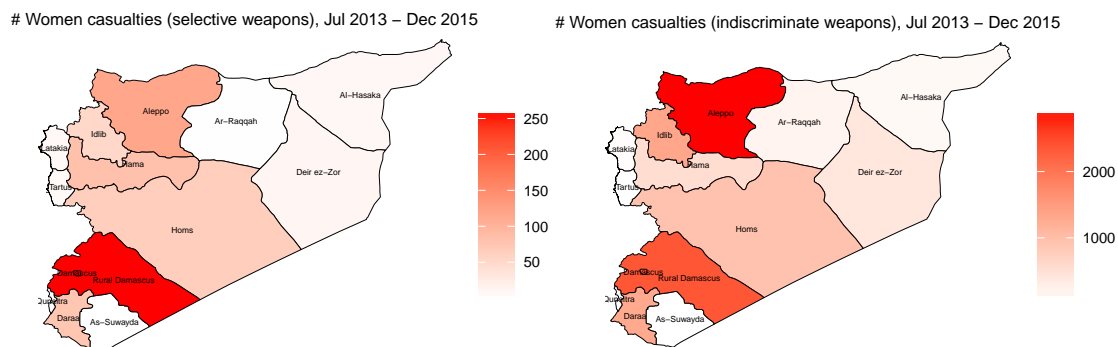 # Women casualties (selective weapons), Jul 2013 – Dec 2015
Aleppo
Al–Hasaka
Ar–Raqqah
Idlib
Latakia
Hama
Deir ez–Zor
Tartus
Homs
Damascus
Rural Damascus
Daraa
As–Suwayda
250
200
150
100
50
# Women casualties (indiscriminate weapons), Jul 2013 – Dec 2015
Aleppo
Al–Hasaka
Ar–Raqqah
Idlib
Latakia
Hama
Deir ez–Zor
Tartus
Homs
Damascus
Rural Damascus
Daraa
As–Suwayda
2000
1000